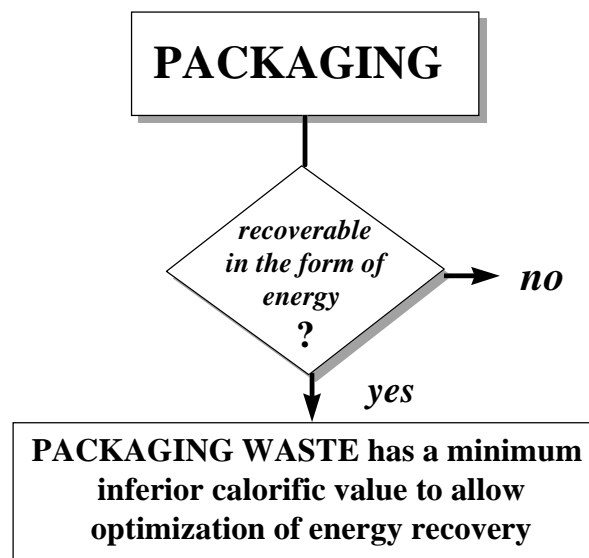 PACKAGING
recoverable
in the form of
energy
?
no
yes
PACKAGING WASTE has a minimum
inferior calorific value to allow
optimization of energy recovery